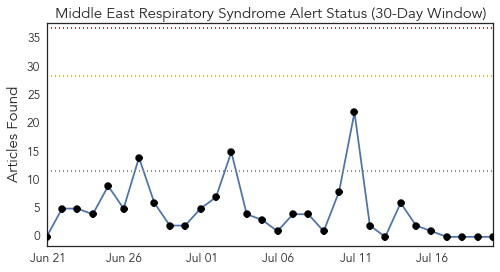 Middle East Respiratory Syndrome Alert Status (30-Day Window)
Articles Found
35
30
25
20
15
10
5
0
Jun 21 Jun 26 Jul 01 Jul 06 Jul 11 Jul 16